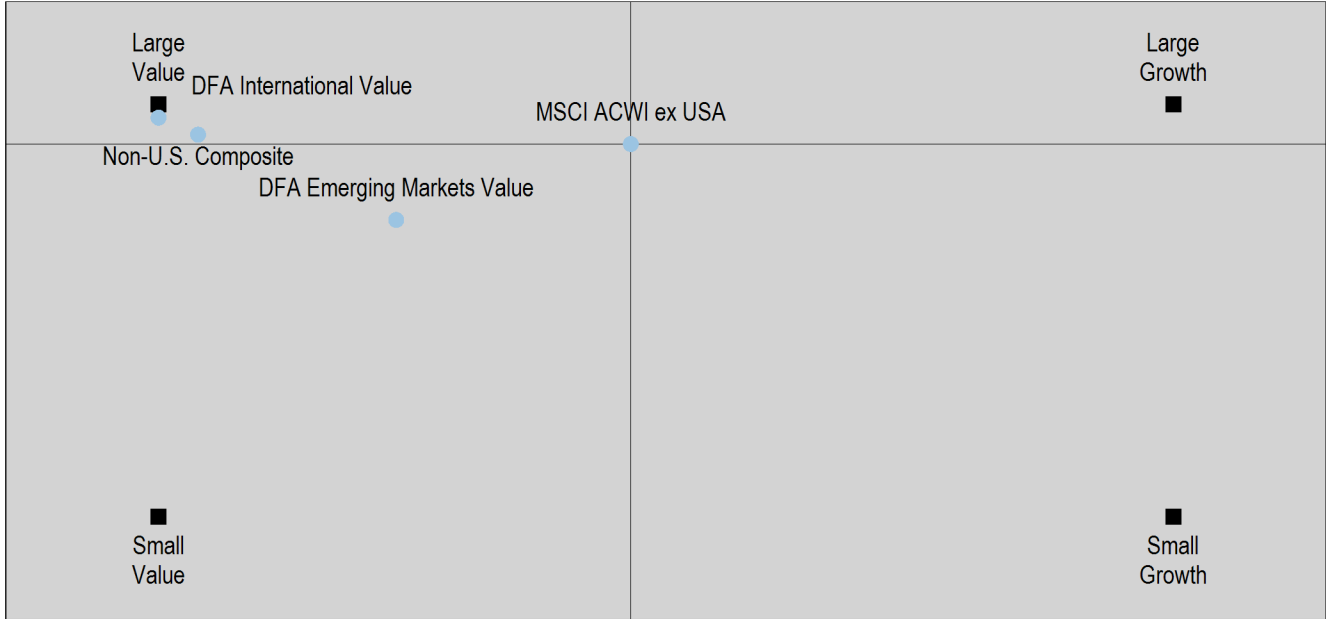 Large
Value
DFA International Value
Large
Growth
MSCI ACWI ex USA
Non-U.S. Composite
DFA Emerging Markets Value
Small
Value
Small
Growth